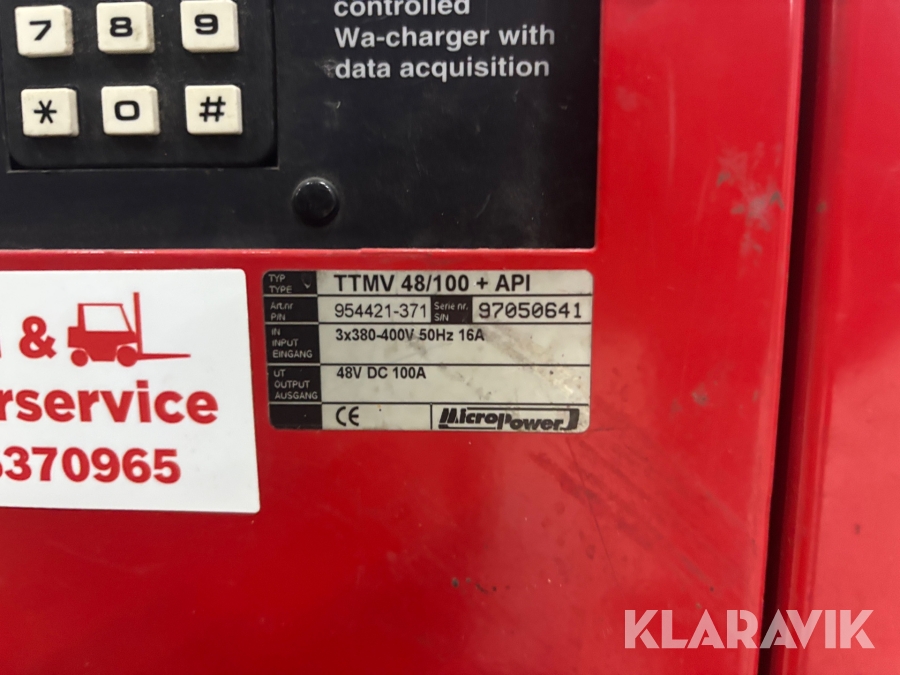 controlled
Wa-charger with
data acquisition
7 8 9
* 0 #
TYP
TYPE
TTMV 48/100 + API
Art.nr
P/N
954421-371
Serie nr.
S/N
97050641
IN
INPUT
EINGANG
3x380-400V 50Hz 16A
UT
OUTPUT
AUSGANG
48V DC 100A
CE
Micropower
&
rservice
370965
KLARAVIK